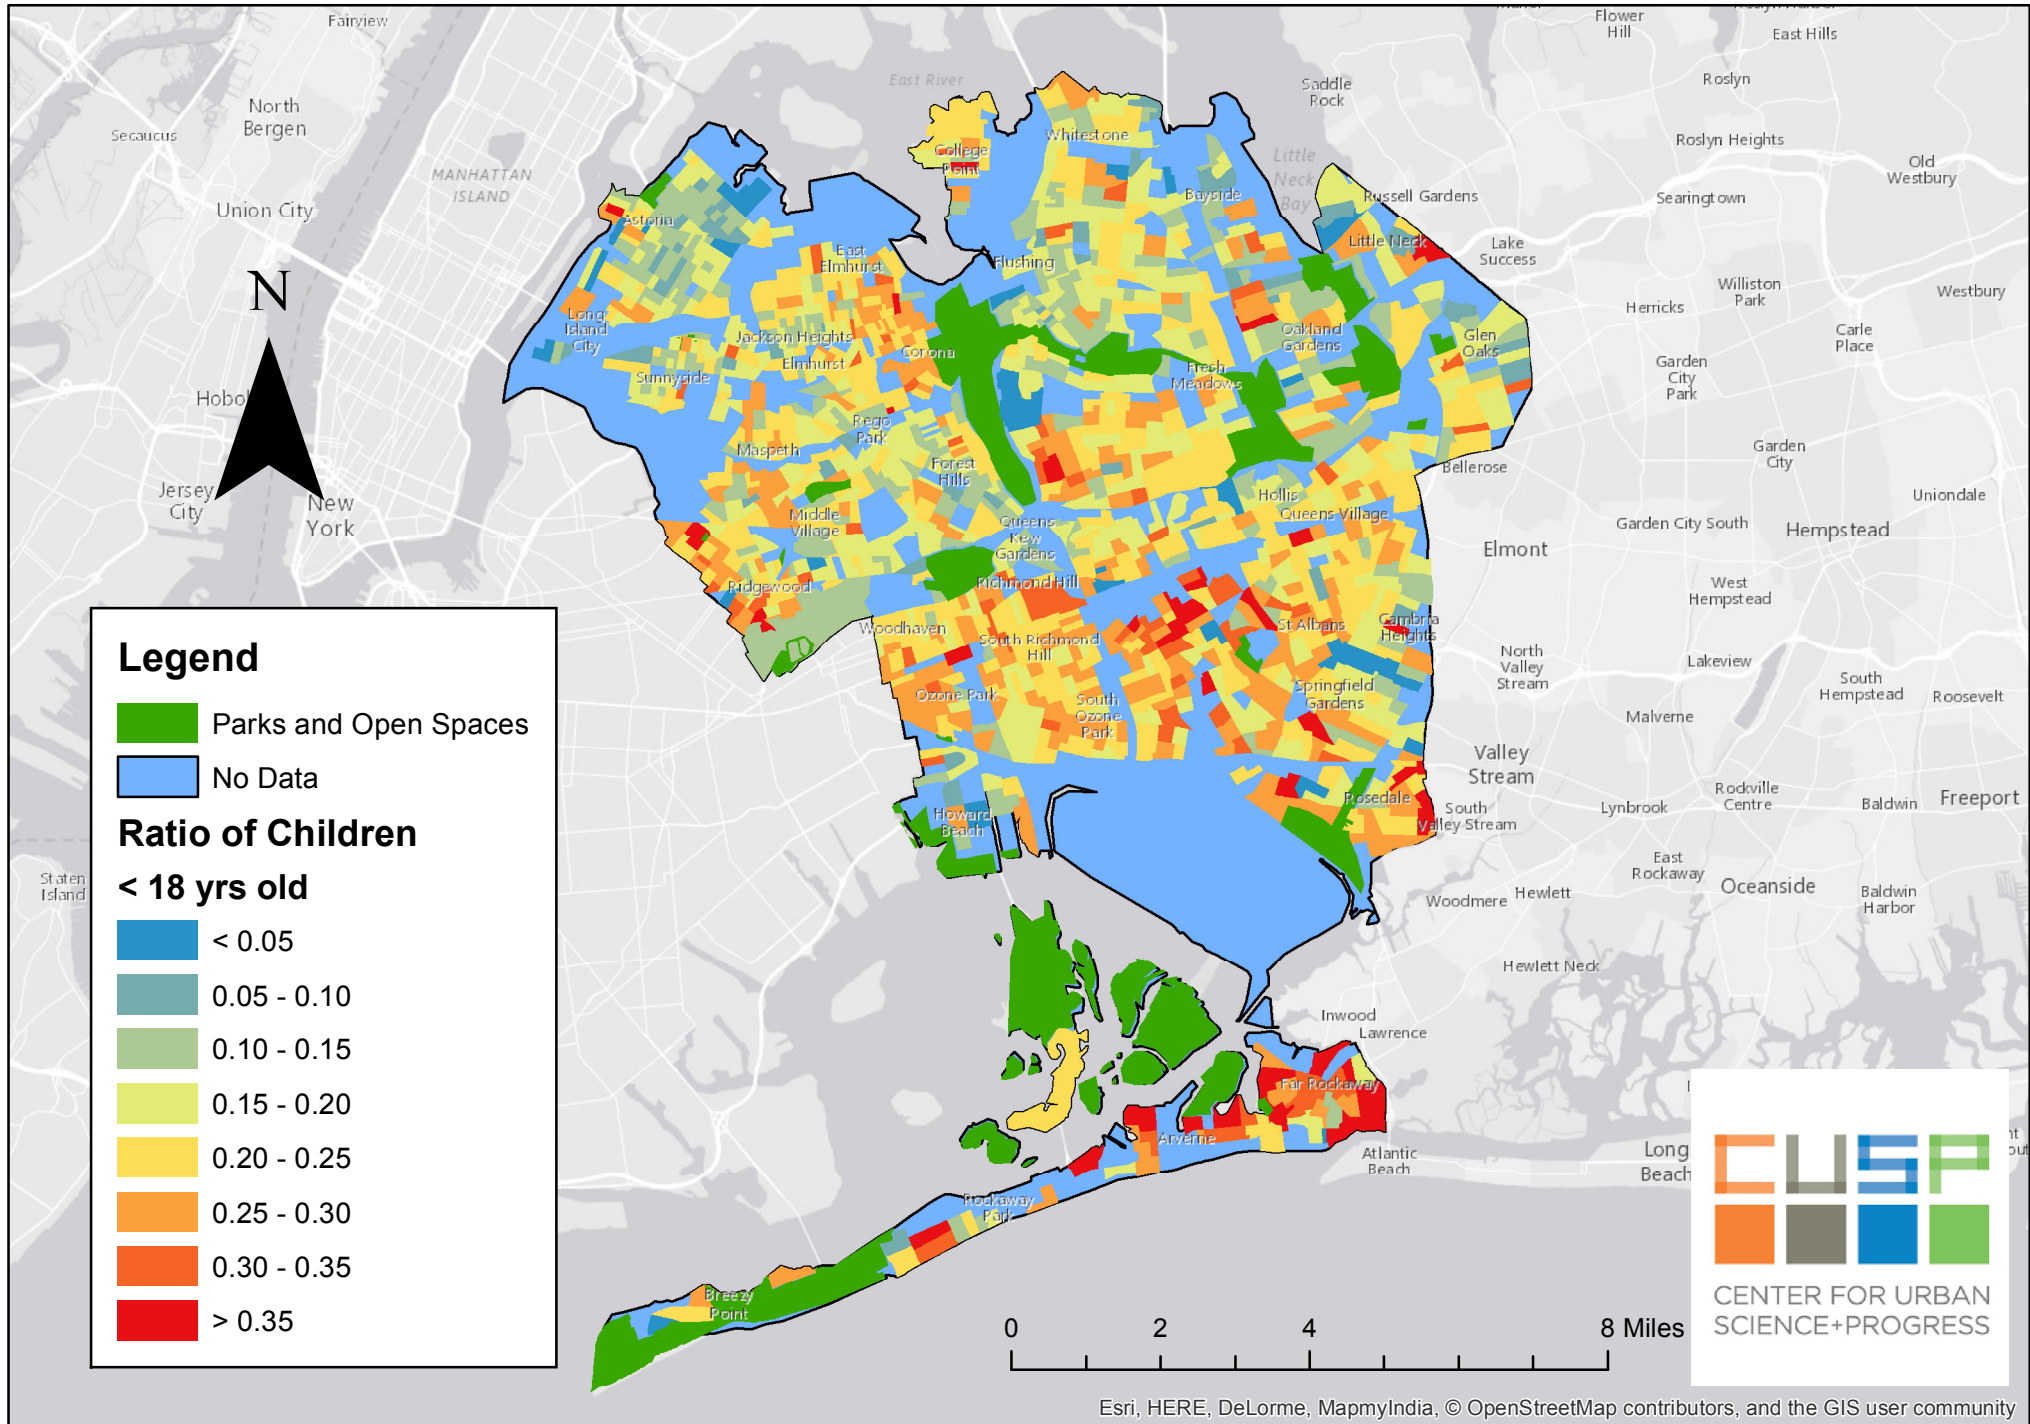 Fairview
Flower
Hill
East Hills
East River
Saddle
Rock
Roslyn
North
Bergen
Secaucus
Whitestone
College
Point
Roslyn Heights
Little
Neck
Bay
Old
Westbury
MANHATTAN
ISLAND
Bayside
Russell Gardens
Searingtown
Union City
Astoria
Little Neck
Lake
Success
East
Elmhurst
Flushing
N
Williston
Park
Westbury
Herricks
Long
Island
City
Jackson Heights
Oakland
Gardens
Glen
Oaks
Carle
Place
Elmhurst
Corona
Sunnyside
Fresh
Meadows
Garden
City
Park
Rego
Park
Maspeth
Forest
Hills
Garden
City
Bellerose
Jersey
City
New
York
Hollis
Uniondale
Middle
Village
Queens
Kew
Gardens
Queens Village
Garden City South
Hempstead
Elmont
Ridgewood
Richmond Hill
West
Hempstead
Woodhaven
South Richmond
Hill
St Albans
Cambria
Heights
North
Valley
Stream
Lakeview
South
Hempstead
Roosevelt
Ozone Park
South
Ozone
Park
Springfield
Gardens
Malverne
Valley
Stream
Rosedale
South
Valley Stream
Lynbrook
Rockville
Centre
Baldwin
Freeport
Howard
Beach
Staten
Island
East
Rockaway
Oceanside
Baldwin
Harbor
Woodmere
Hewlett
Hewlett Neck
Inwood
Lawrence
Far Rockaway
Arverne
Atlantic
Beach
Long
Beach
Rockaway
Park
Breezy
Point
Legend
Parks and Open Spaces
No Data
Ratio of Children
< 18 yrs old
< 0.05
0.05 - 0.10
0.10 - 0.15
0.15 - 0.20
0.20 - 0.25
0.25 - 0.30
0.30 - 0.35
> 0.35
0 2 4 8 Miles
CUSP
CENTER FOR URBAN
SCIENCE+PROGRESS
Esri, HERE, DeLorme, MapmyIndia, © OpenStreetMap contributors, and the GIS user community